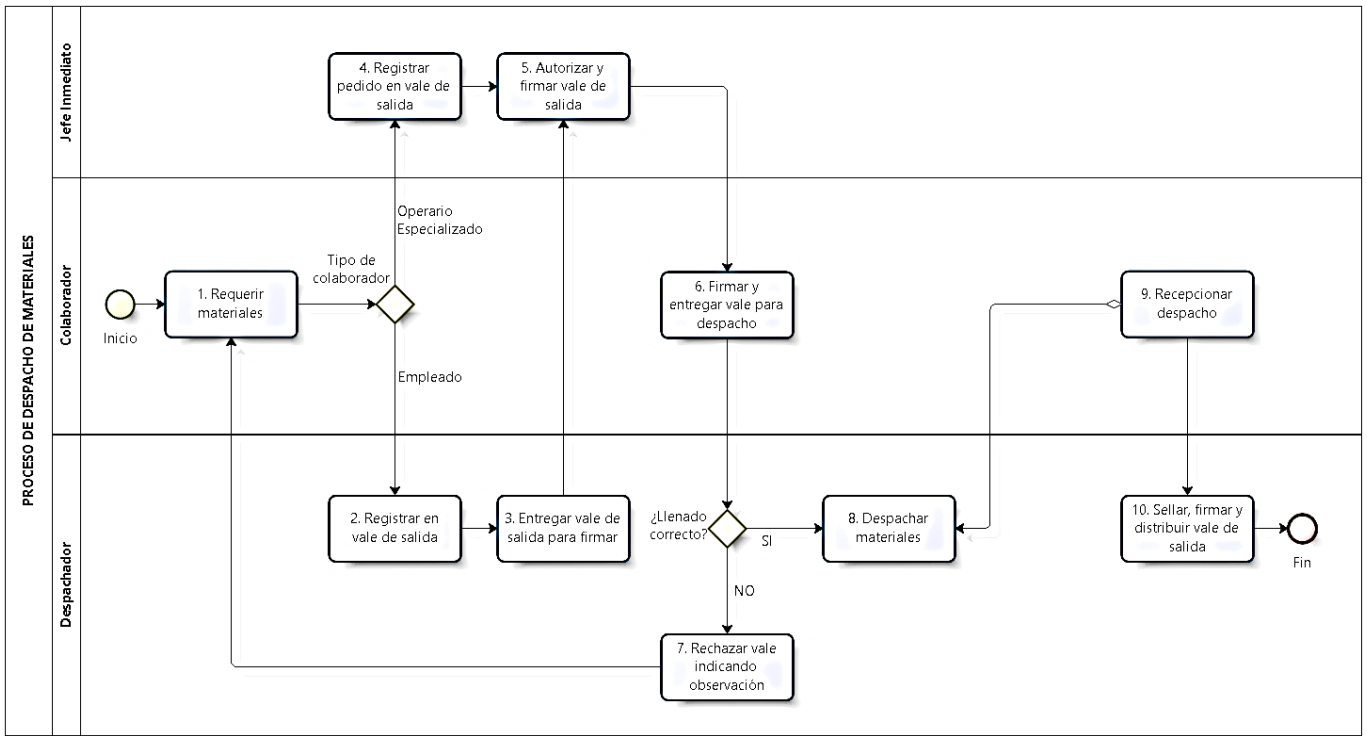 PROCESO DE DESPACHO DE MATERIALES
Jefe Inmediato
4. Registrar
pedido en vale de
salida
5. Autorizar y
firmar vale de
salida
Colaborador
Inicio
1. Requerir
materiales
Tipo de
colaborador
Operario
Especializado
Empleado
6. Firmar y
entregar vale para
despacho
9. Recepcionar
despacho
Despachador
2. Registrar en
vale de salida
3. Entregar vale de
salida para firmar
¿Llenado
correcto?
SI
NO
8. Despachar
materiales
10. Sellar, firmar y
distribuir vale de
salida
Fin
7. Rechazar vale
indicando
observación